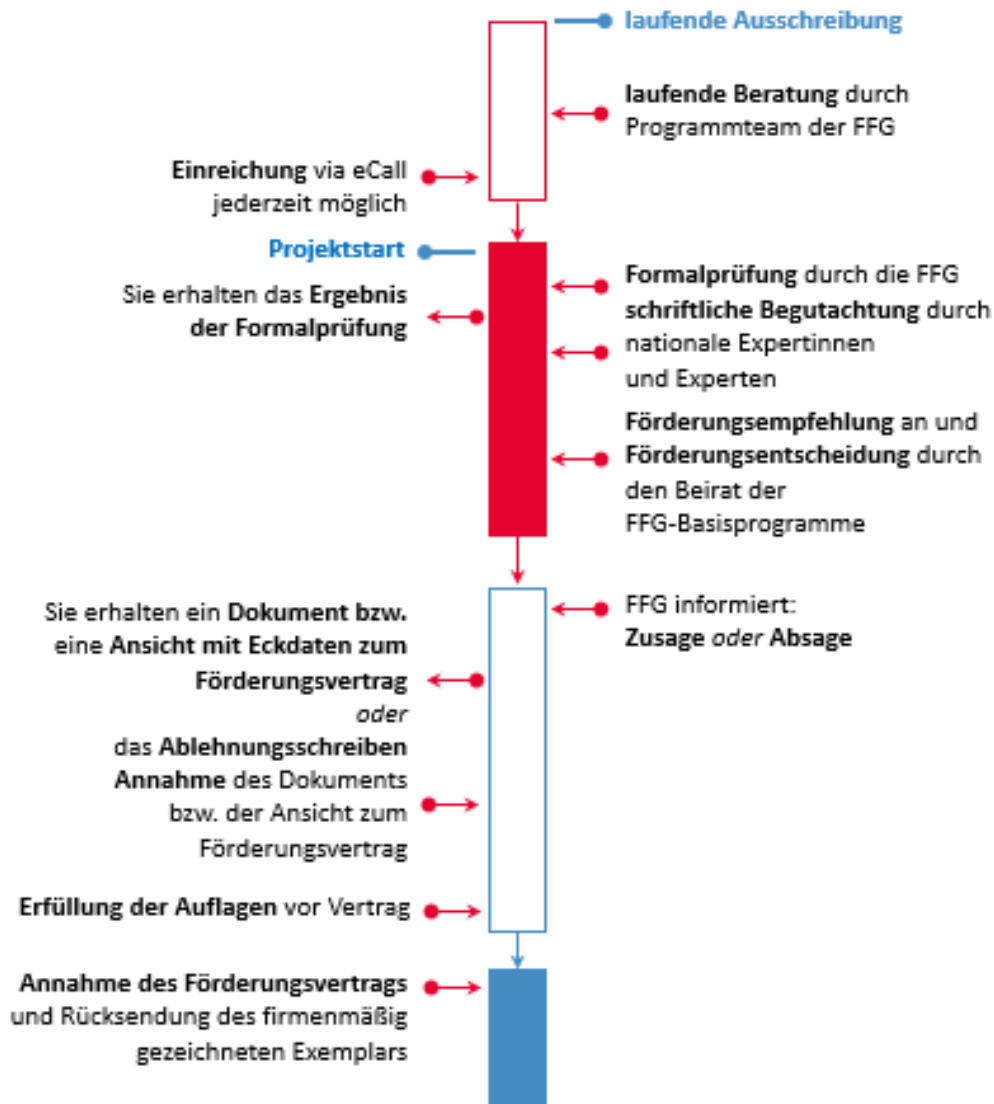 laufende Ausschreibung
laufende Beratung durch
Programmteam der FFG
Einreichung via eCall
jederzeit möglich
Projektstart
Sie erhalten das Ergebnis
der Formalprüfung
Formalprüfung durch die FFG
schriftliche Begutachtung durch
nationale Expertinnen
und Experten
Förderungsempfehlung an und
Förderungsentscheidung durch
den Beirat der
FFG-Basisprogramme
FFG informiert:
Zusage oder Absage
Sie erhalten ein Dokument bzw.
eine Ansicht mit Eckdaten zum
Förderungsvertrag
oder
das Ablehnungsschreiben
Annahme des Dokuments
bzw. der Ansicht zum
Förderungsvertrag
Erfüllung der Auflagen vor Vertrag
Annahme des Förderungsvertrags
und Rücksendung des firmenmäßig
gezeichneten Exemplars